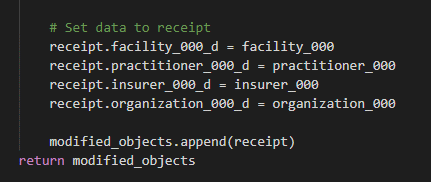 # Set data to receipt
receipt.facility_000_d = facility_000
receipt.practitioner_000_d = practitioner_000
receipt.insurer_000_d = insurer_000
receipt.organization_000_d = organization_000
modified_objects.append(receipt)
return modified_objects